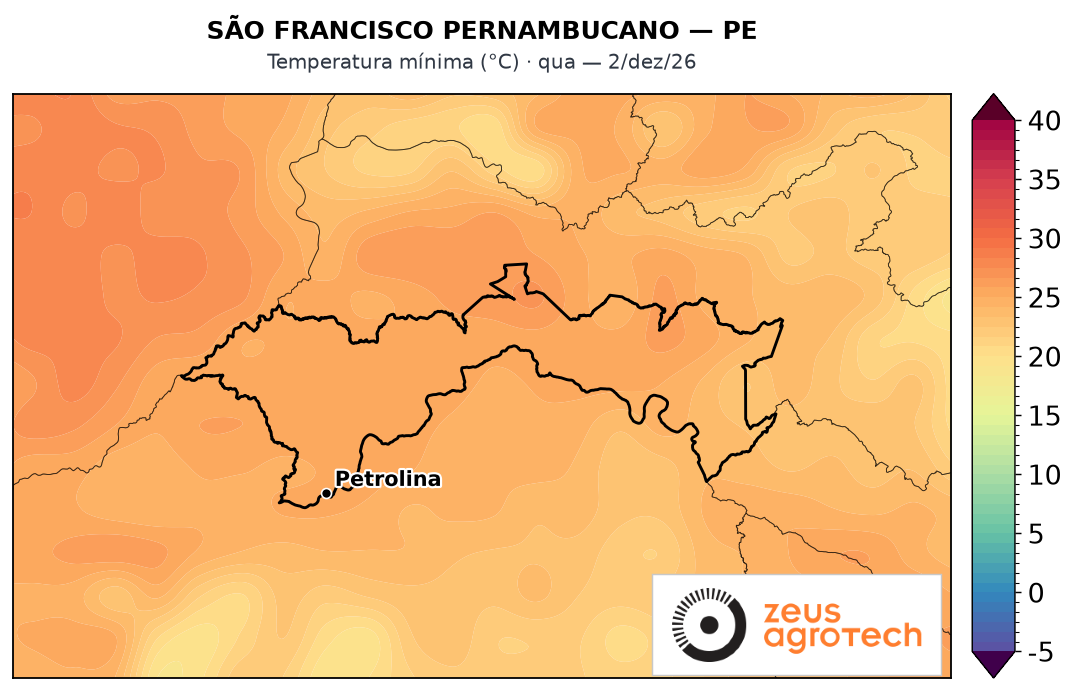 SÃO FRANCISCO PERNAMBUCANO — PE
Temperatura mínima (°C) · qua — 2/dez/26
40
35
30
25
20
15
10
5
0
-5
Petrolina
zeus
agrotech